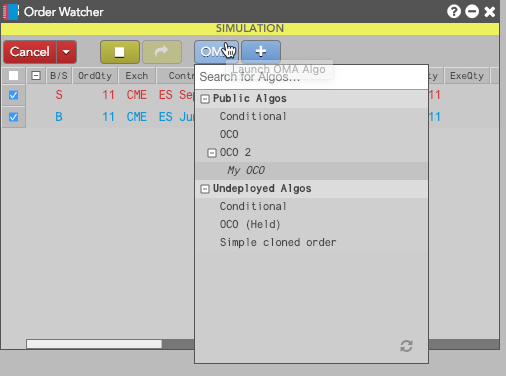 Order Watcher
SIMULATION
Cancel OMA
B/S OrdQty Exch Contr ty ExeQty
Launch OMA Algo
Search for Algos...
S 11 CME ES Sep 11
B 11 CME ES Jun 11
Public Algos
Conditional
OCO
OCO 2
My OCO
Undeployed Algos
Conditional
OCO (Held)
Simple cloned order